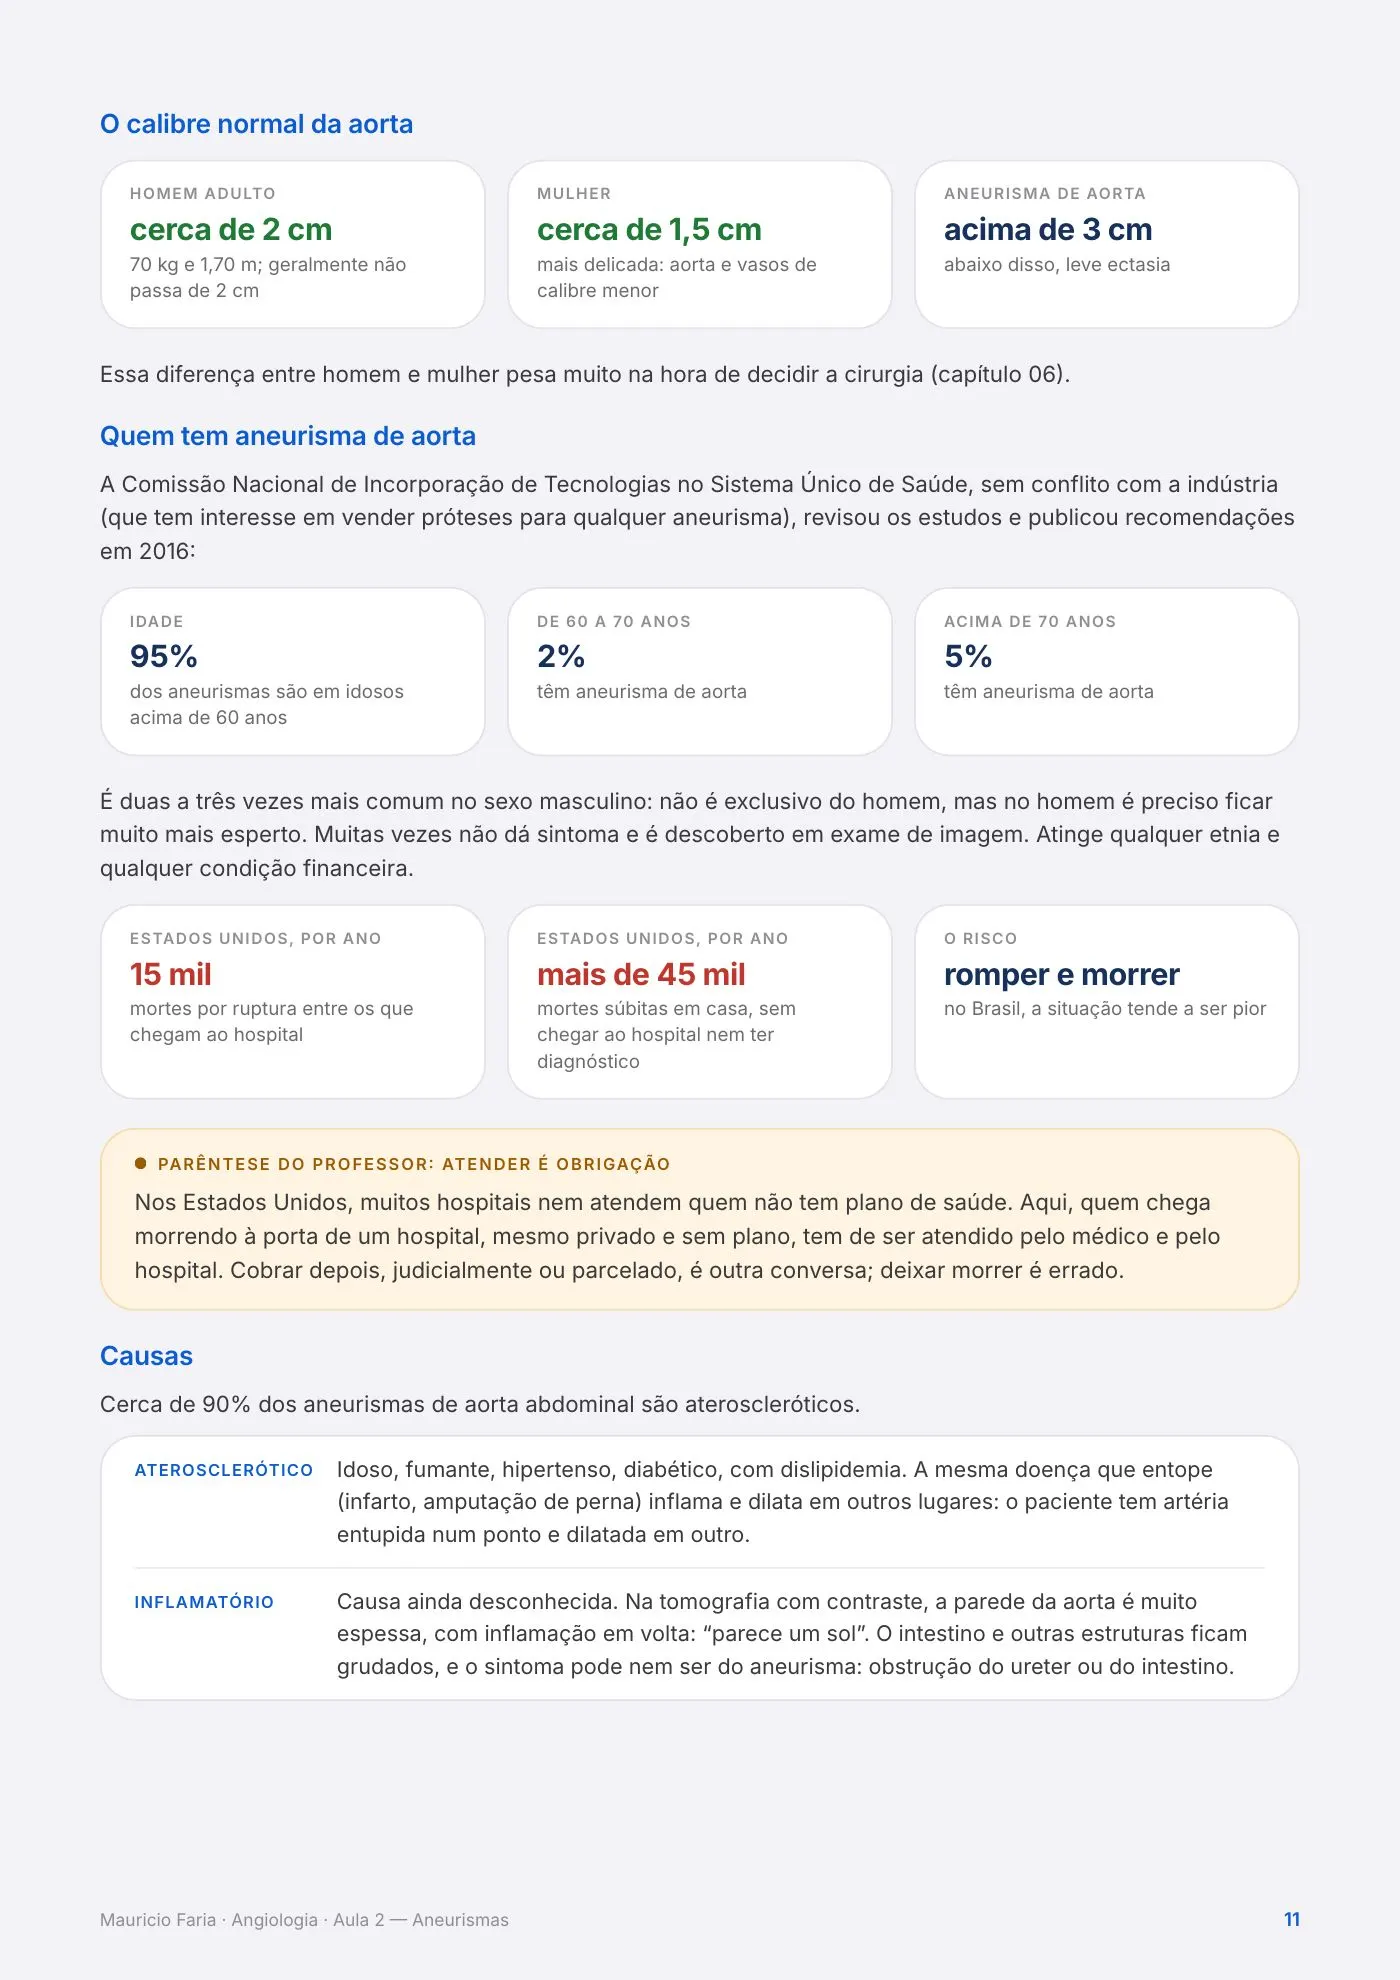 O calibre normal da aorta
HOMEM ADULTO
cerca de 2 cm
70 kg e 1,70 m; geralmente não
passa de 2 cm
MULHER
cerca de 1,5 cm
mais delicada: aorta e vasos de
calibre menor
ANEURISMA DE AORTA
acima de 3 cm
abaixo disso, leve ectasia
Essa diferença entre homem e mulher pesa muito na hora de decidir a cirurgia (capítulo 06).
Quem tem aneurisma de aorta
A Comissão Nacional de Incorporação de Tecnologias no Sistema Único de Saúde, sem conflito com a indústria
(que tem interesse em vender próteses para qualquer aneurisma), revisou os estudos e publicou recomendações
em 2016:
IDADE
95%
dos aneurismas são em idosos
acima de 60 anos
DE 60 A 70 ANOS
2%
têm aneurisma de aorta
ACIMA DE 70 ANOS
5%
têm aneurisma de aorta
É duas a três vezes mais comum no sexo masculino: não é exclusivo do homem, mas no homem é preciso ficar
muito mais esperto. Muitas vezes não dá sintoma e é descoberto em exame de imagem. Atinge qualquer etnia e
qualquer condição financeira.
ESTADOS UNIDOS, POR ANO
15 mil
mortes por ruptura entre os que
chegam ao hospital
ESTADOS UNIDOS, POR ANO
mais de 45 mil
mortes súbitas em casa, sem
chegar ao hospital nem ter
diagnóstico
O RISCO
romper e morrer
no Brasil, a situação tende a ser pior
PARÊNTESE DO PROFESSOR: ATENDER É OBRIGAÇÃO
Nos Estados Unidos, muitos hospitais nem atendem quem não tem plano de saúde. Aqui, quem chega
morrendo à porta de um hospital, mesmo privado e sem plano, tem de ser atendido pelo médico e pelo
hospital. Cobrar depois, judicialmente ou parcelado, é outra conversa; deixar morrer é errado.
Causas
Cerca de 90% dos aneurismas de aorta abdominal são ateroscleróticos.
ATEROSCLERÓTICO
Idoso, fumante, hipertenso, diabético, com dislipidemia. A mesma doença que entope
(infarto, amputação de perna) inflama e dilata em outros lugares: o paciente tem artéria
entupida num ponto e dilatada em outro.
INFLAMATÓRIO
Causa ainda desconhecida. Na tomografia com contraste, a parede da aorta é muito
espessa, com inflamação em volta: “parece um sol”. O intestino e outras estruturas ficam
grudados, e o sintoma pode nem ser do aneurisma: obstrução do ureter ou do intestino.
Mauricio Faria · Angiologia · Aula 2 — Aneurismas
11